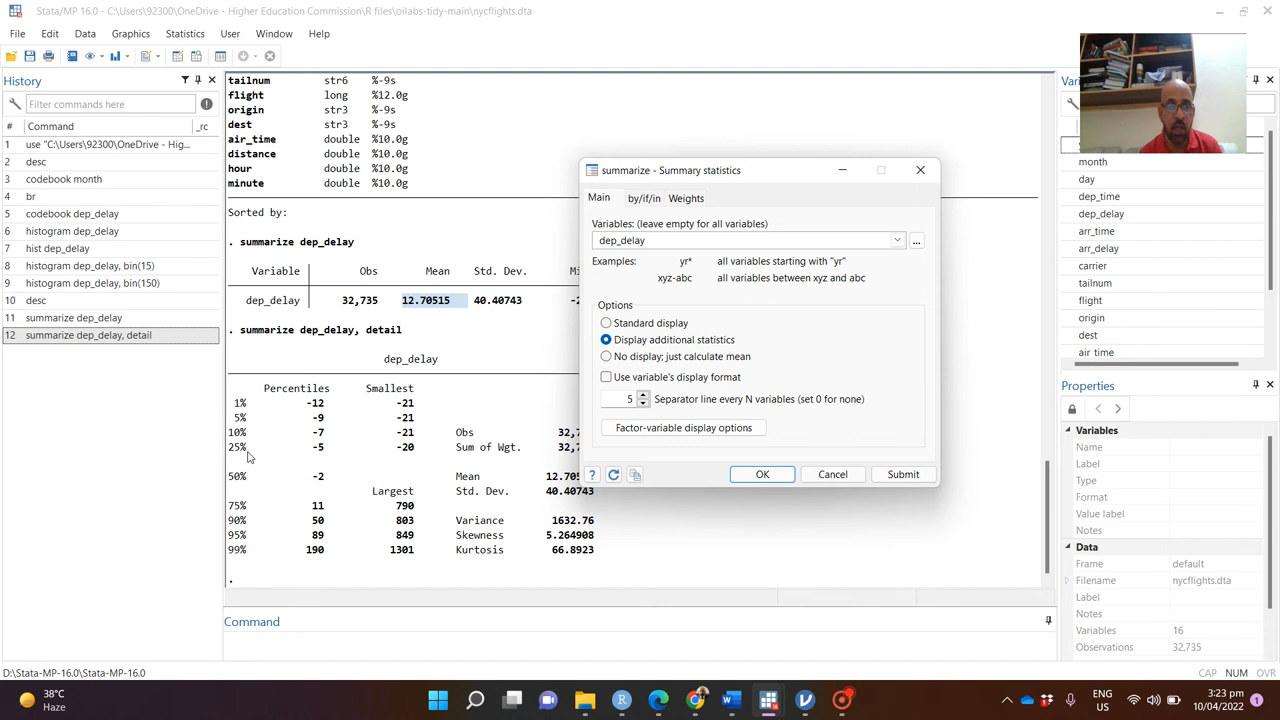 Stata/MP 16.0 - C:\Users\92300\OneDrive - Higher Education Commission\R files\oilabs-tidy-main\nycflights.dta
File Edit Data Graphics Statistics User Window Help
History
Filter commands here
# Command _rc
1 use "C:\Users\92300\OneDrive - Hig...
2 desc
3 codebook month
4 br
5 codebook dep_delay
6 histogram dep_delay
7 hist dep_delay
8 histogram dep_delay, bin(15)
9 histogram dep_delay, bin(150)
10 desc
11 summarize dep_delay
12 summarize dep_delay, detail
tailnum str6 %-9s
flight long %12.0g
origin str3 %-9s
dest str3 %-9s
air_time double %10.0g
distance double %10.0g
hour double %10.0g
minute double %10.0g
Sorted by:
. summarize dep_delay
Variable Obs Mean Std. Dev. Mi
dep_delay 32,735 12.70515 40.40743 -2
. summarize dep_delay, detail
dep_delay
Percentiles Smallest
1% -12 -21
5% -9 -21
10% -7 -21 Obs 32,7
25% -5 -20 Sum of Wgt. 32,7
50% -2 Mean 12.705
Largest Std. Dev. 40.40743
75% 11 790
90% 50 803 Variance 1632.76
95% 89 849 Skewness 5.264908
99% 190 1301 Kurtosis 66.8923
.
summarize - Summary statistics
Main by/if/in Weights
Variables: (leave empty for all variables)
dep_delay
...
Examples: yr* all variables starting with "yr"
xyz-abc all variables between xyz and abc
Options
Standard display
Display additional statistics
No display; just calculate mean
Use variable's display format
5 Separator line every N variables (set 0 for none)
Factor-variable display options
OK Cancel Submit
Command
Var
month
day
dep_time
dep_delay
arr_time
arr_delay
carrier
tailnum
flight
origin
dest
air time
Properties
Variables
Name
Label
Type
Format
Value label
Notes
Data
Frame default
Filename nycflights.dta
Label
Notes
Variables 16
Observations 32,735
D:\Stata-MP-16.0\Stata-MP-16.0
CAP NUM OVR
38°C
Haze
ENG
US
3:23 pm
10/04/2022
1